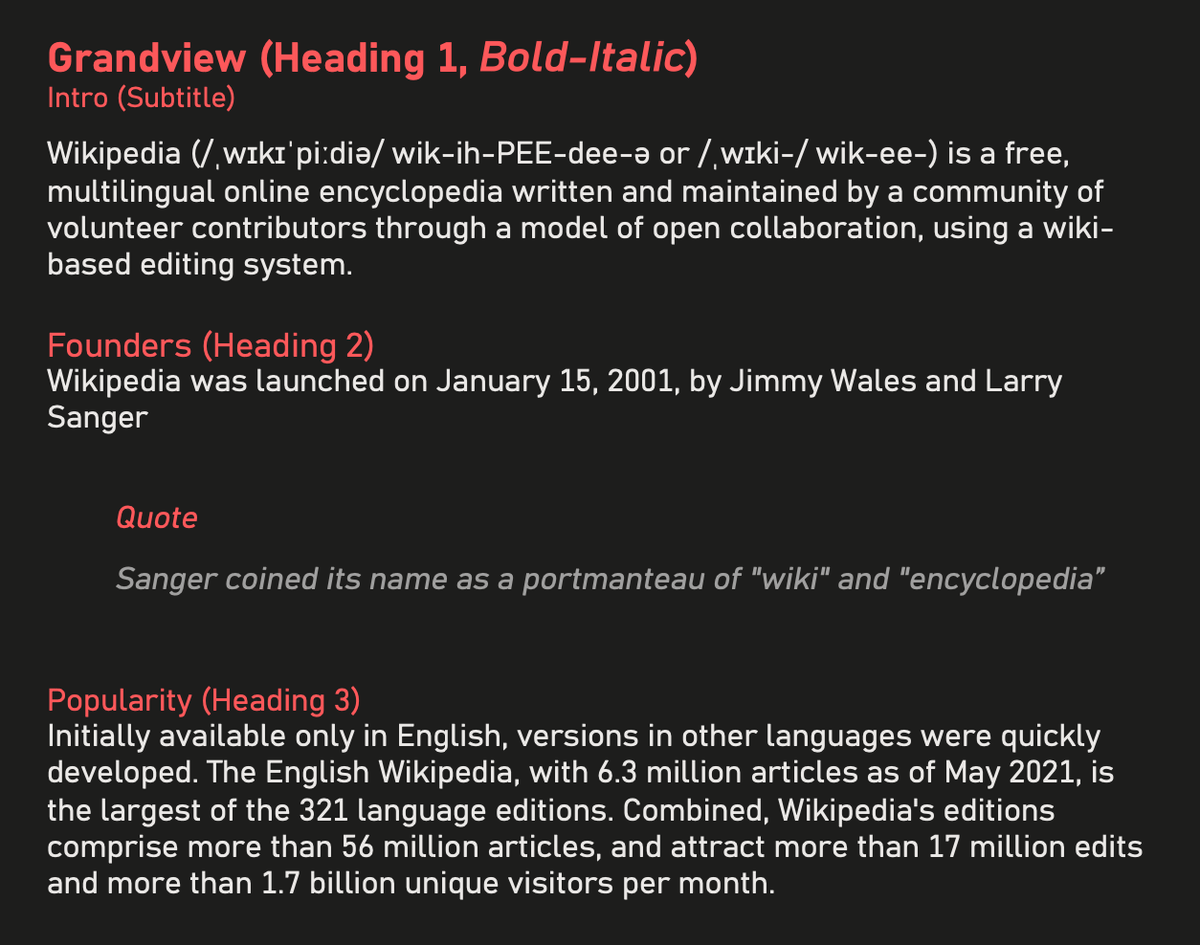 Grandview (Heading 1, Bold-Italic)
Intro (Subtitle)
Wikipedia (/ˌwɪkɪˈpiːdiə/ wik-ih-PEE-dee-ə or /ˌwɪki-/ wik-ee-) is a free,
multilingual online encyclopedia written and maintained by a community of
volunteer contributors through a model of open collaboration, using a wiki-
based editing system.
Founders (Heading 2)
Wikipedia was launched on January 15, 2001, by Jimmy Wales and Larry
Sanger
Quote
Sanger coined its name as a portmanteau of "wiki" and "encyclopedia”
Popularity (Heading 3)
Initially available only in English, versions in other languages were quickly
developed. The English Wikipedia, with 6.3 million articles as of May 2021, is
the largest of the 321 language editions. Combined, Wikipedia's editions
comprise more than 56 million articles, and attract more than 17 million edits
and more than 1.7 billion unique visitors per month.